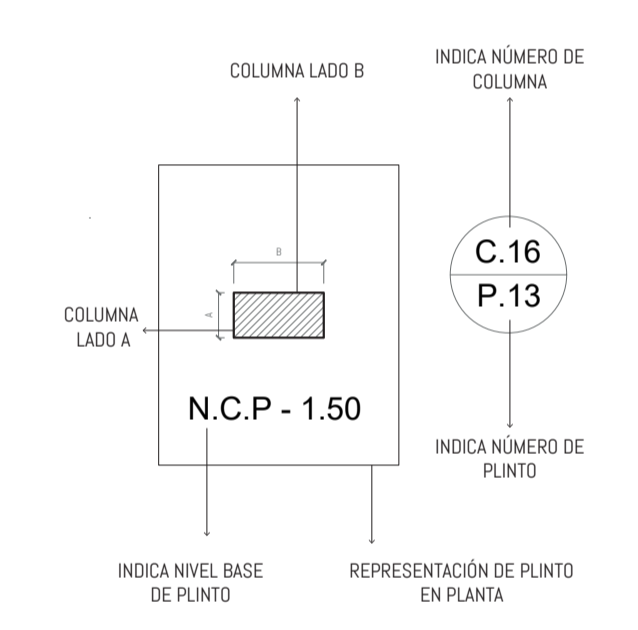 COLUMNA LADO B
INDICA NÚMERO DE
COLUMNA
B
A
COLUMNA
LADO A
C.16
P.13
N.C.P - 1.50
INDICA NÚMERO DE
PLINTO
INDICA NIVEL BASE
DE PLINTO
REPRESENTACIÓN DE PLINTO
EN PLANTA